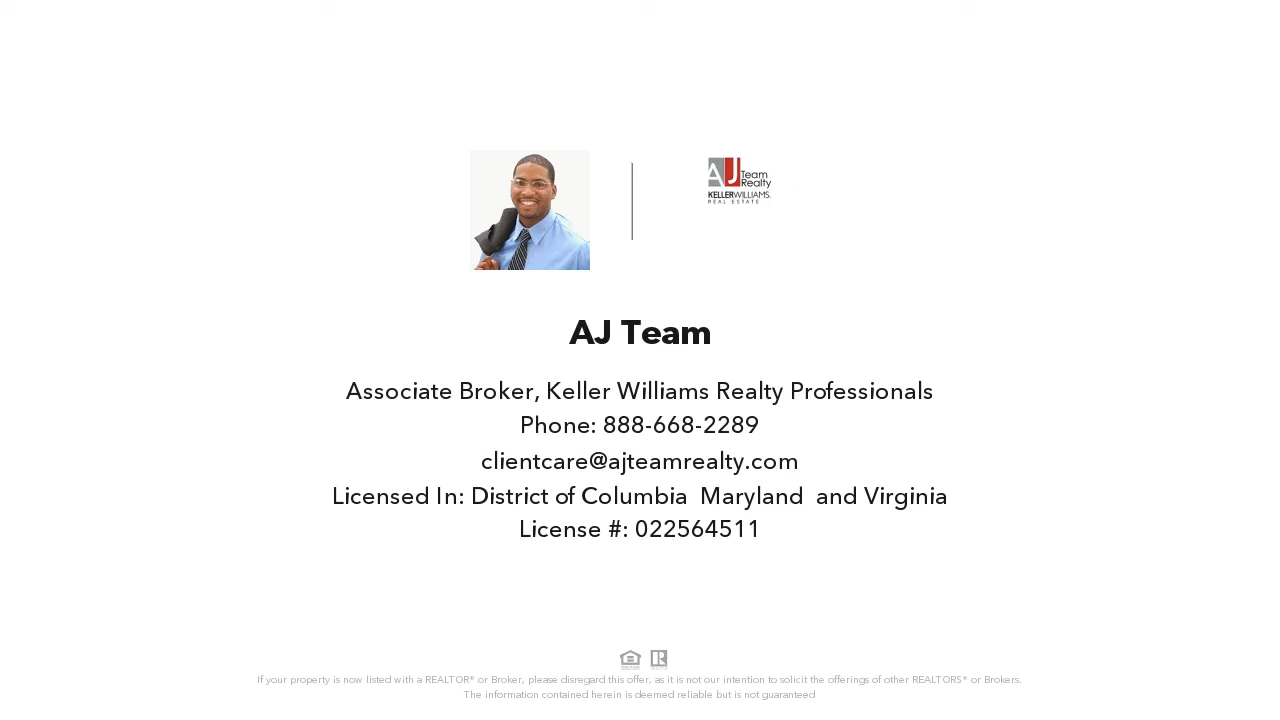 AJ Team
Realty
KELLERWILLIAMS.
REAL ESTATE
AJ Team
Associate Broker, Keller Williams Realty Professionals
Phone: 888-668-2289
clientcare@ajteamrealty.com
Licensed In: District of Columbia  Maryland  and Virginia
License #: 022564511
If your property is now listed with a REALTOR® or Broker, please disregard this offer, as it is not our intention to solicit the offerings of other REALTORS® or Brokers.
The information contained herein is deemed reliable but is not guaranteed